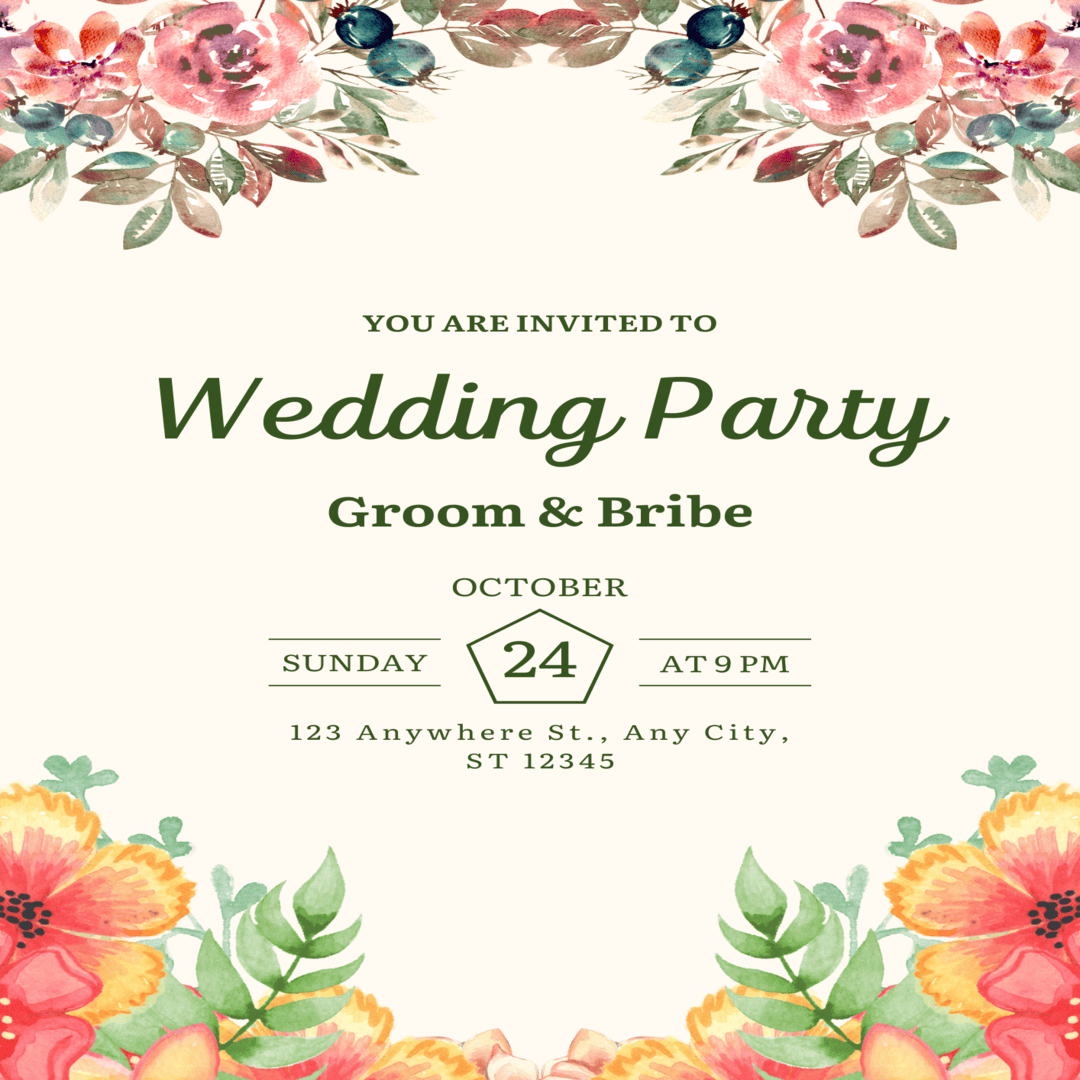 YOU ARE INVITED TO
Wedding Party
Groom & Bribe
OCTOBER
SUNDAY
24
AT 9 PM
123 Anywhere St., Any City,
ST 12345